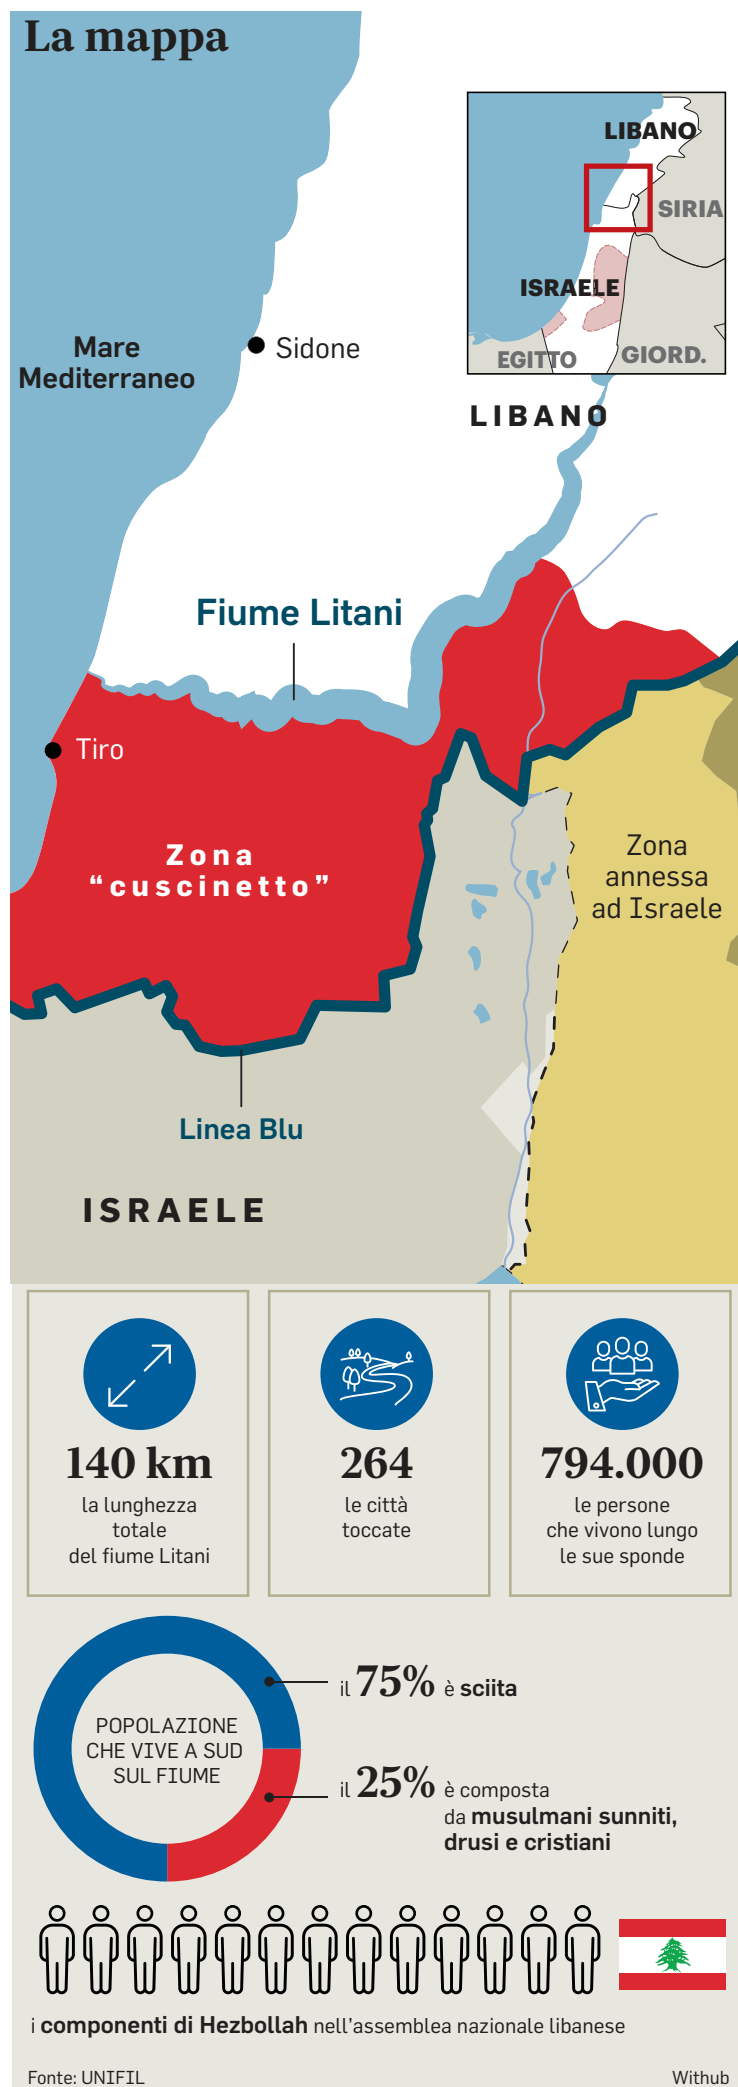 La mappa
LIBANO
SIRIA
ISRAELE
EGITTO
GIORD.
Mare
Mediterraneo
Sidone
LIBANO
Fiume Litani
Tiro
Zona
“cuscinetto”
Zona
annessa
ad Israele
Linea Blu
ISRAELE
140 km
la lunghezza
totale
del fiume Litani
264
le città
toccate
794.000
le persone
che vivono lungo
le sue sponde
POPOLAZIONE
CHE VIVE A SUD
SUL FIUME
il 75% è sciita
il 25% è composta
da musulmani sunniti,
drusi e cristiani
i componenti di Hezbollah nell’assemblea nazionale libanese
Fonte: UNIFIL
Withub